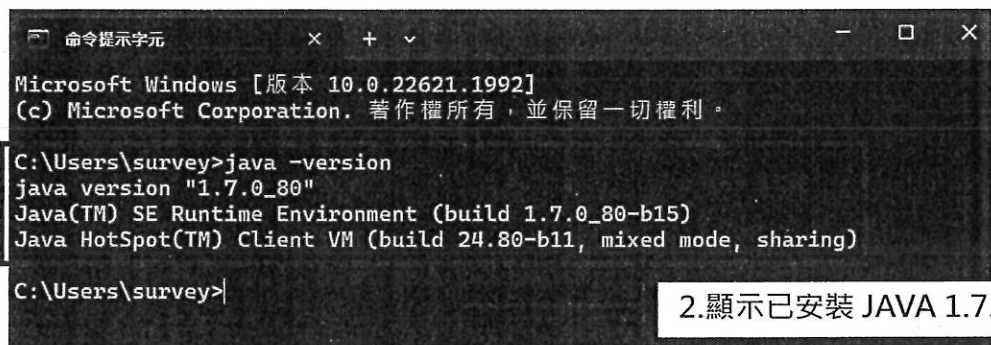 命令提示字元
Microsoft Windows [版本 10.0.22621.1992]
(c) Microsoft Corporation. 著作權所有，並保留一切權利。
C:\Users\survey>java -version
java version "1.7.0_80"
Java(TM) SE Runtime Environment (build 1.7.0_80-b15)
Java HotSpot(TM) Client VM (build 24.80-b11, mixed mode, sharing)
C:\Users\survey>
2.顯示已安裝 JAVA 1.7.